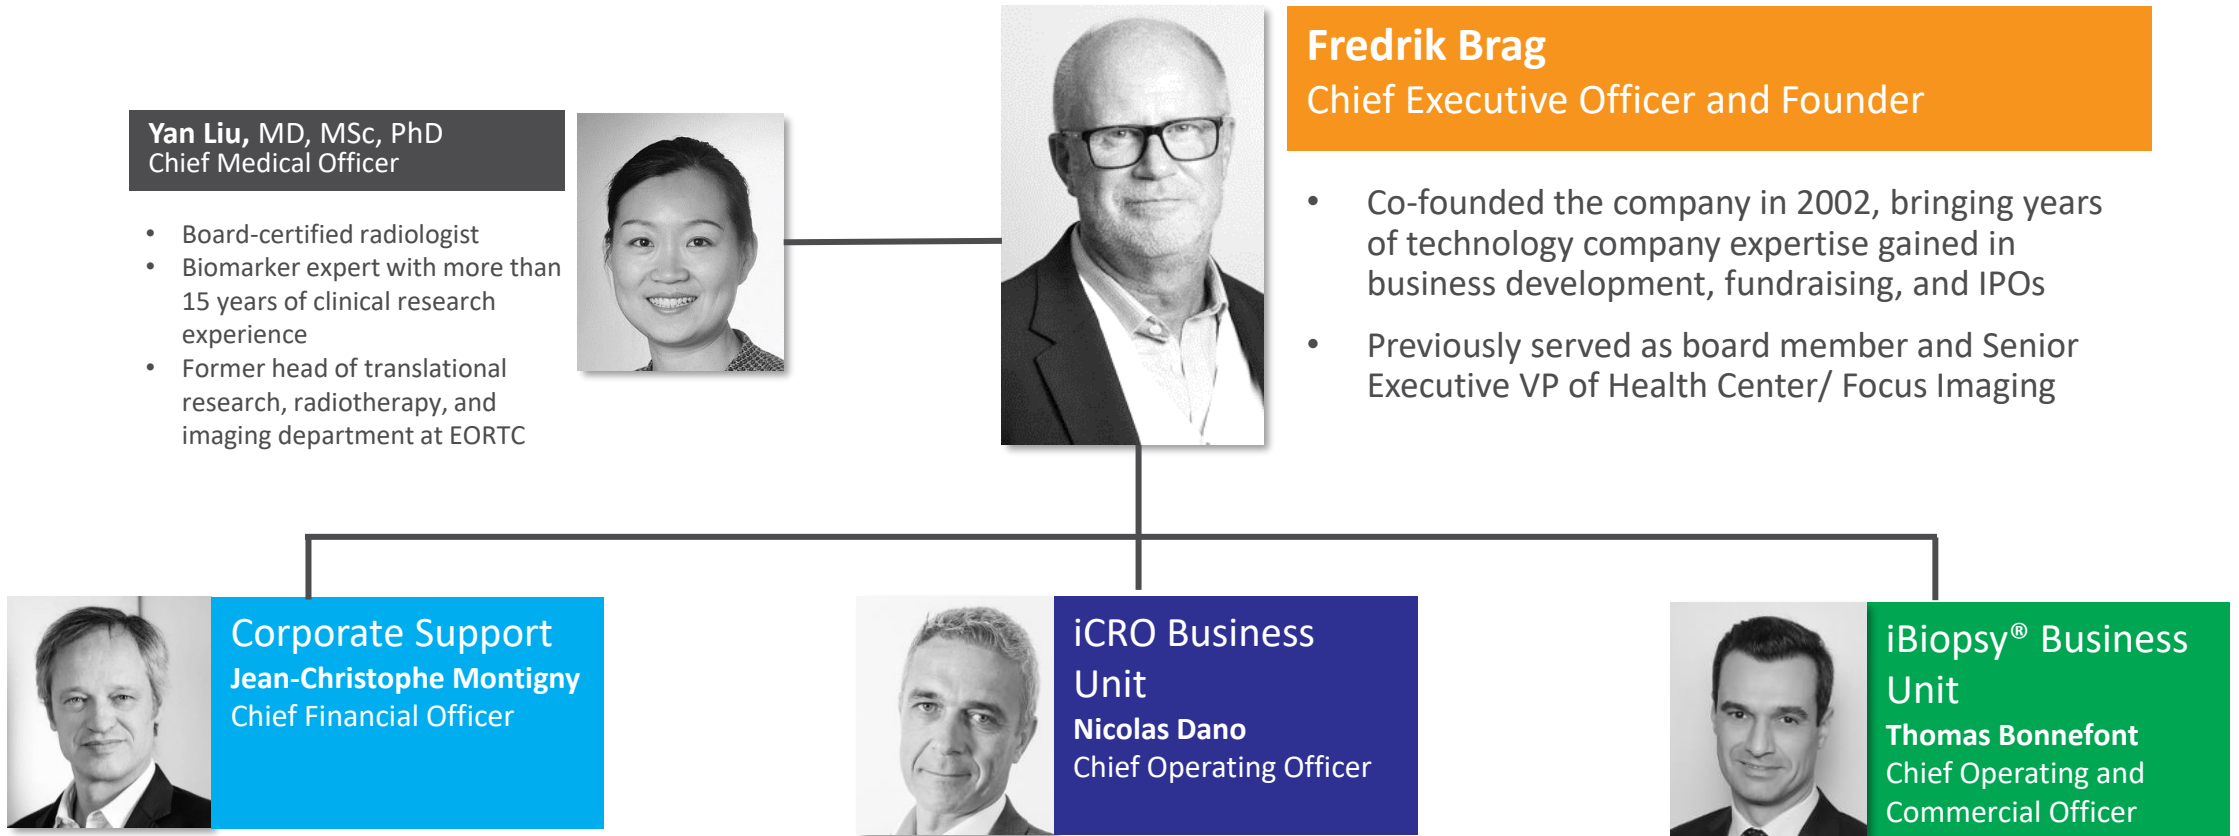 Fredrik Brag
Chief Executive Officer and Founder
• Co-founded the company in 2002, bringing years
of technology company expertise gained in
business development, fundraising, and IPOs
• Previously served as board member and Senior
Executive VP of Health Center/ Focus Imaging
Yan Liu, MD, MSc, PhD
Chief Medical Officer
• Board-certified radiologist
• Biomarker expert with more than
15 years of clinical research
experience
• Former head of translational
research, radiotherapy, and
imaging department at EORTC
Corporate Support
Jean-Christophe Montigny
Chief Financial Officer
iCRO Business
Unit
Nicolas Dano
Chief Operating Officer
iBiopsy® Business
Unit
Thomas Bonnefont
Chief Operating and
Commercial Officer